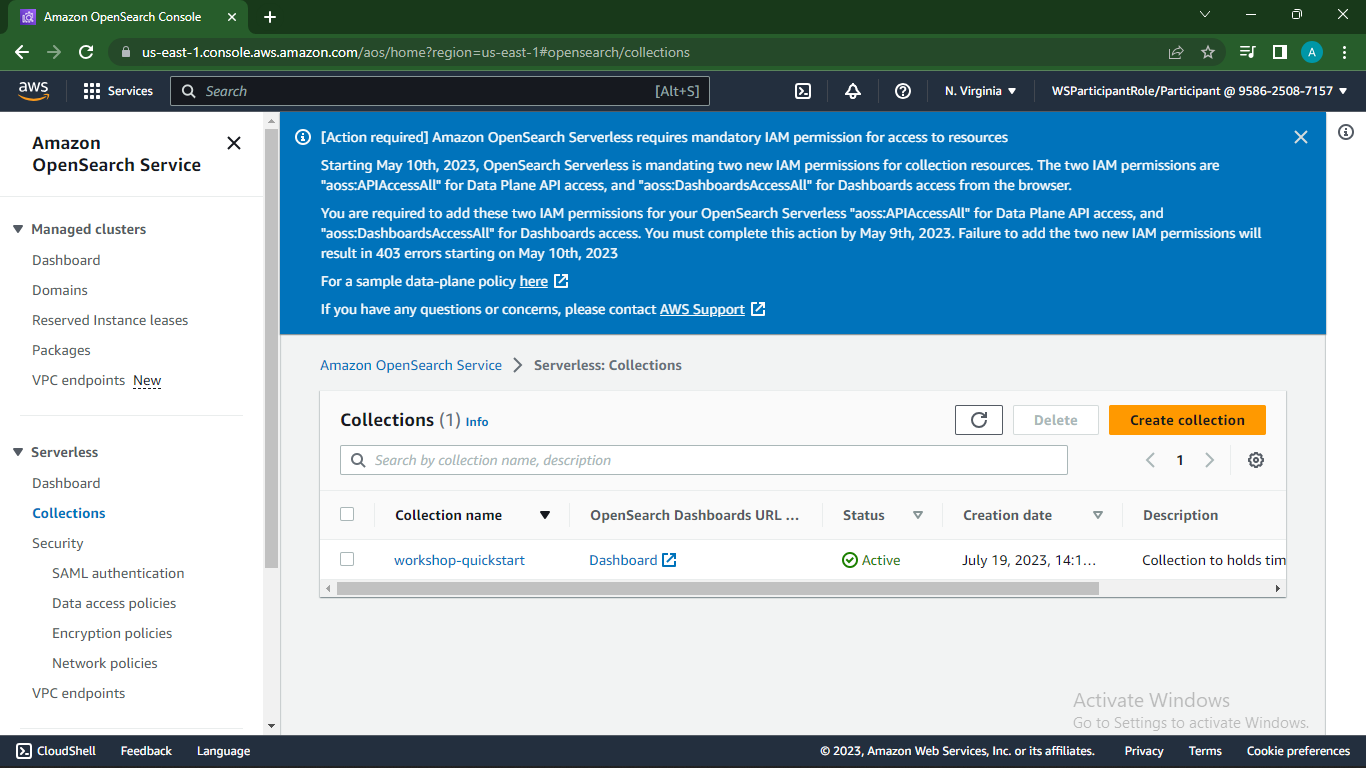 Amazon OpenSearch Console
us-east-1.console.aws.amazon.com/aos/home?region=us-east-1#opensearch/collections
A
aws
Services
Search
[Alt+S]
N. Virginia
WSParticipantRole/Participant @ 9586-2508-7157
Amazon
OpenSearch Service
Managed clusters
Dashboard
Domains
Reserved Instance leases
Packages
VPC endpoints New
Serverless
Dashboard
Collections
Security
SAML authentication
Data access policies
Encryption policies
Network policies
VPC endpoints
[Action required] Amazon OpenSearch Serverless requires mandatory IAM permission for access to resources
Starting May 10th, 2023, OpenSearch Serverless is mandating two new IAM permissions for collection resources. The two IAM permissions are
"aoss:APIAccessAll" for Data Plane API access, and "aoss:DashboardsAccessAll" for Dashboards access from the browser.
You are required to add these two IAM permissions for your OpenSearch Serverless "aoss:APIAccessAll" for Data Plane API access, and
"aoss:DashboardsAccessAll" for Dashboards access. You must complete this action by May 9th, 2023. Failure to add the two new IAM permissions will
result in 403 errors starting on May 10th, 2023
For a sample data-plane policy here
If you have any questions or concerns, please contact AWS Support
Amazon OpenSearch Service > Serverless: Collections
Collections (1) Info
Delete
Create collection
Search by collection name, description
1
Collection name
OpenSearch Dashboards URL ...
Status
Creation date
Description
workshop-quickstart
Dashboard
Active
July 19, 2023, 14:1...
Collection to holds tim
Activate Windows
Go to Settings to activate Windows.
CloudShell
Feedback
Language
© 2023, Amazon Web Services, Inc. or its affiliates.
Privacy
Terms
Cookie preferences